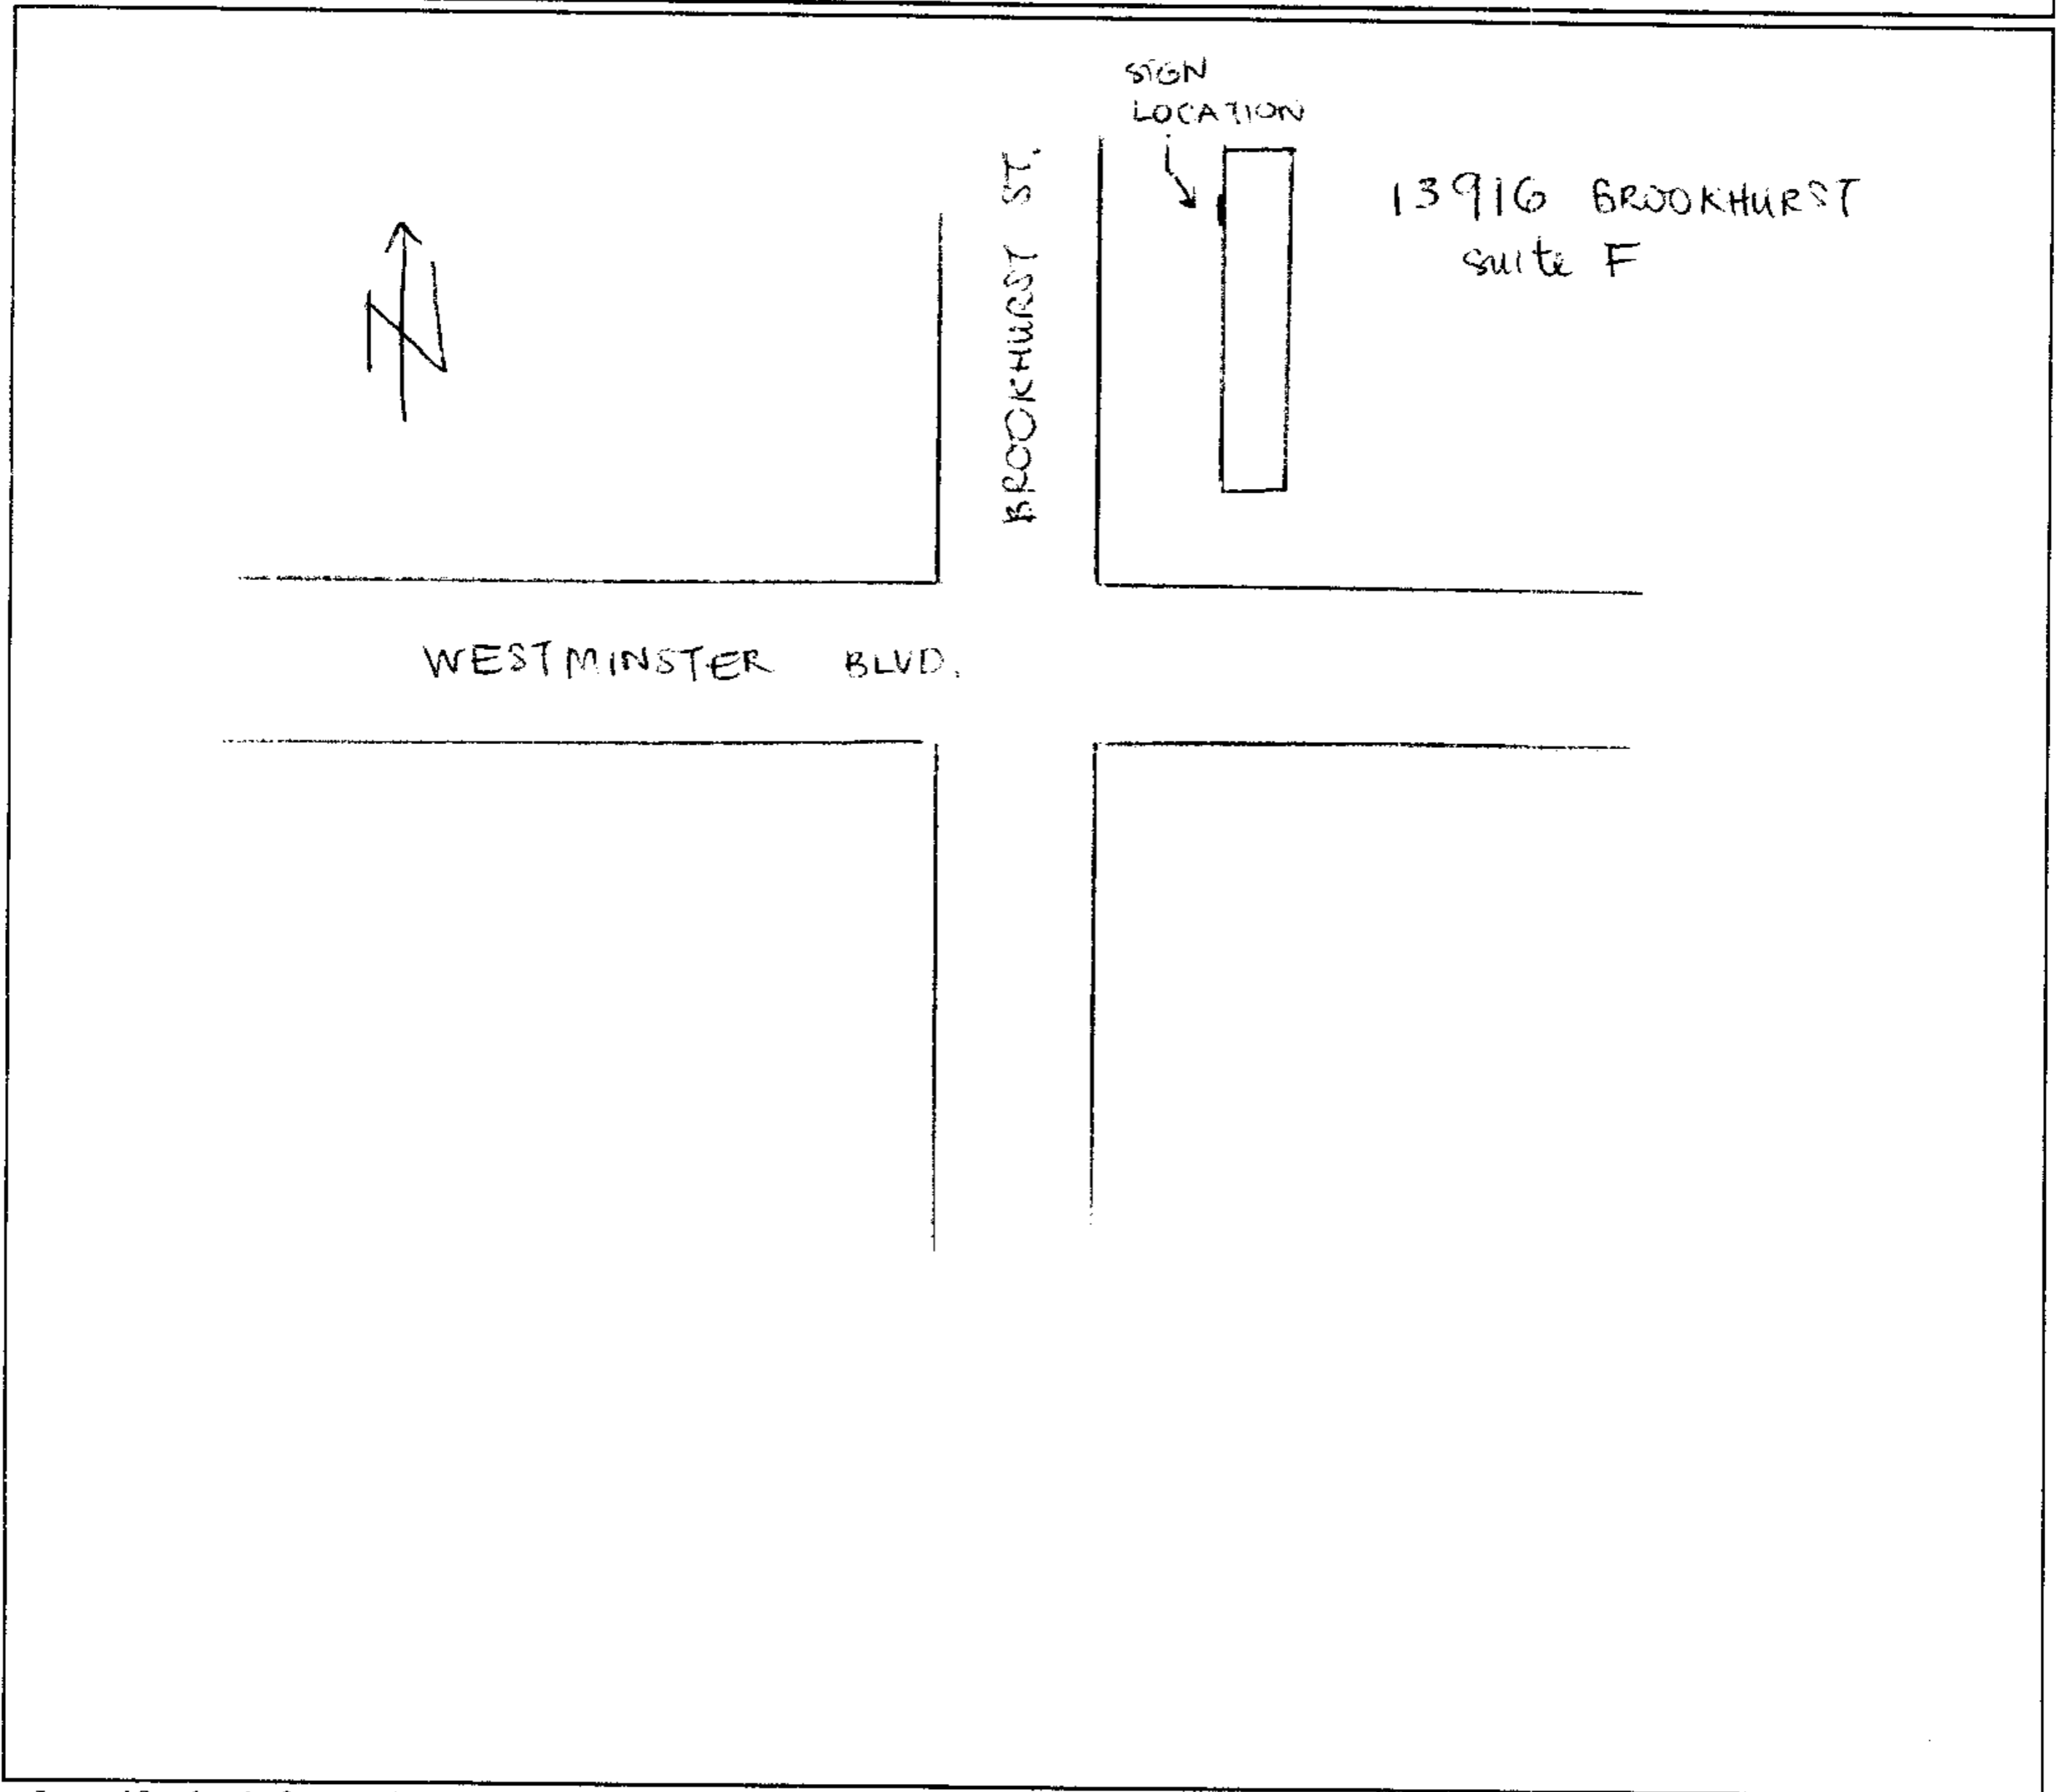 SIGN
LOCATION
BROOKHURST ST.
13916 BROOKHURST
suite F
N
WESTMINSTER BLVD.